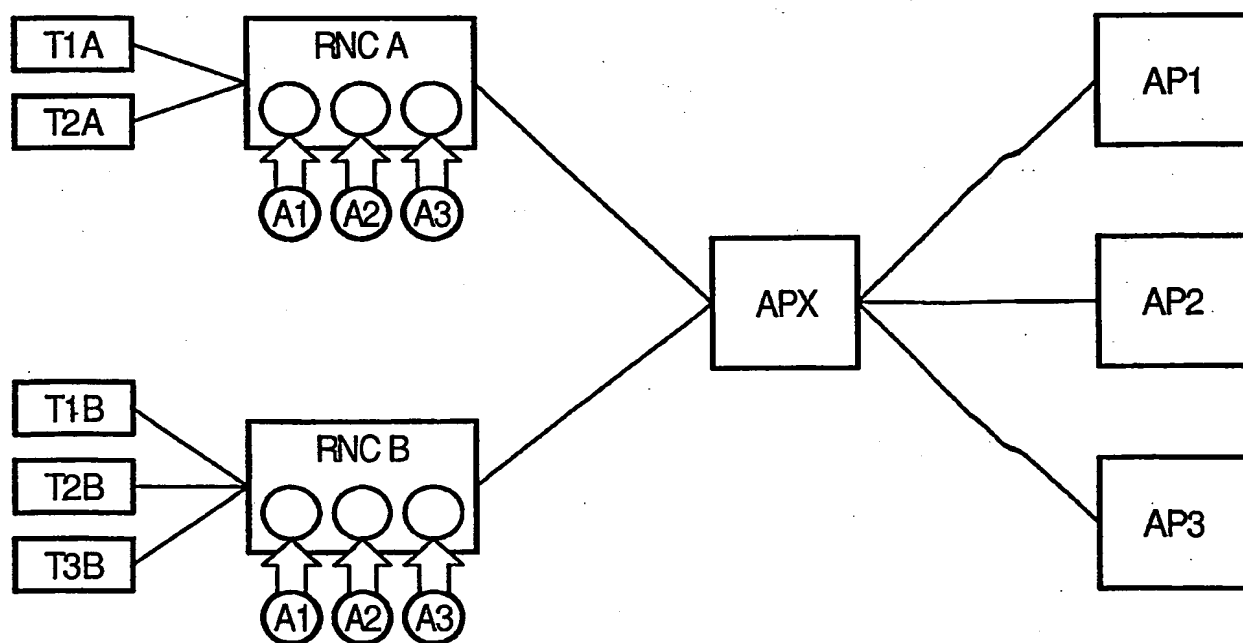 T1A
T2A
RNC A
A1 A2 A3
T1B
T2B
T3B
RNC B
A1 A2 A3
APX
AP1
AP2
AP3